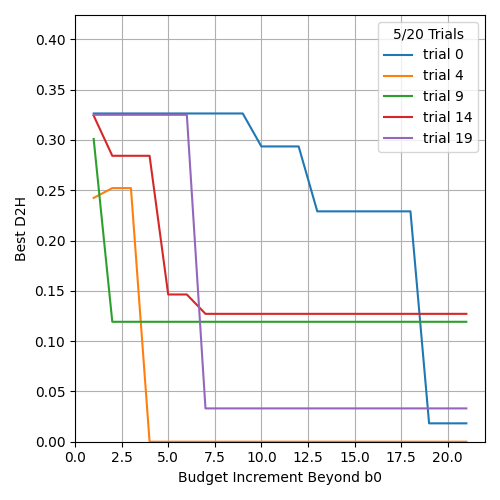 5/20 Trials
trial 0
trial 4
trial 9
trial 14
trial 19
Best D2H
0.40
0.35
0.30
0.25
0.20
0.15
0.10
0.05
0.00
0.0 2.5 5.0 7.5 10.0 12.5 15.0 17.5 20.0
Budget Increment Beyond b0